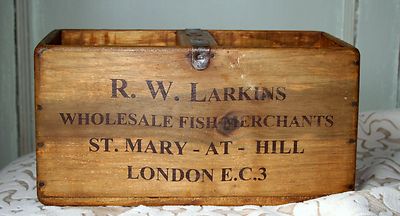 R. W. LARKINS
WHOLESALE FISH MERCHANTS
ST. MARY - AT - HILL
LONDON E.C.3